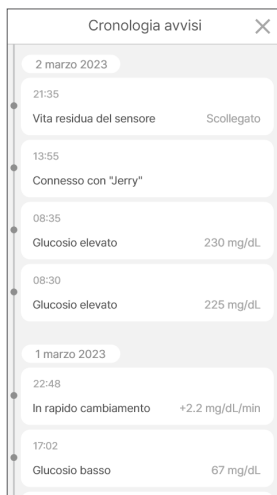 Cronologia avvisi
2 marzo 2023
21:35
Vita residua del sensore Scollegato
13:55
Connesso con "Jerry"
08:35
Glucosio elevato 230 mg/dL
08:30
Glucosio elevato 225 mg/dL
1 marzo 2023
22:48
In rapido cambiamento +2.2 mg/dL/min
17:02
Glucosio basso 67 mg/dL